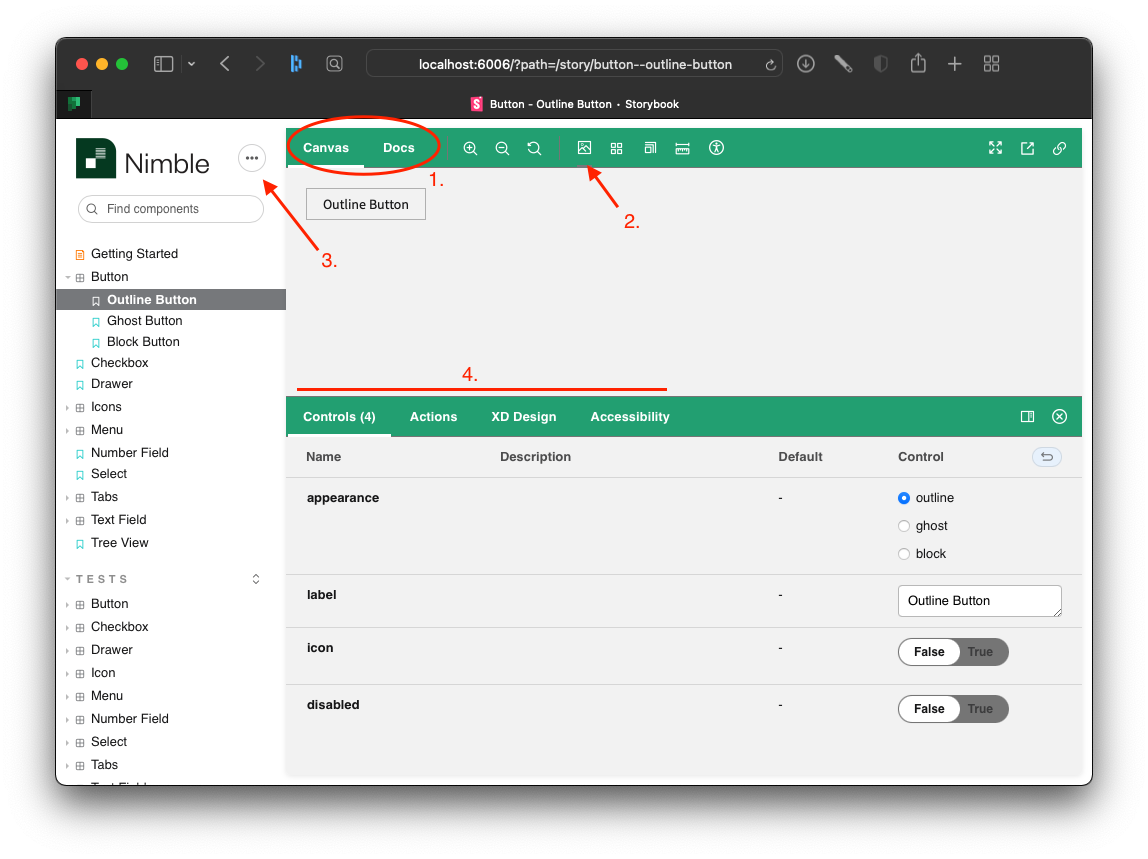 localhost:6006/?path=/story/button--outline-button
Button - Outline Button • Storybook
Nimble
Find components
Getting Started
Button
Outline Button
Ghost Button
Block Button
Checkbox
Drawer
Icons
Menu
Number Field
Select
Tabs
Text Field
Tree View
TESTS
Button
Checkbox
Drawer
Icon
Menu
Number Field
Select
Tabs
Text Field
Canvas Docs
1.
Outline Button
2.
3.
4.
Controls (4) Actions XD Design Accessibility
Name Description Default Control
appearance - outline
ghost
block
label - Outline Button
icon - False True
disabled - False True